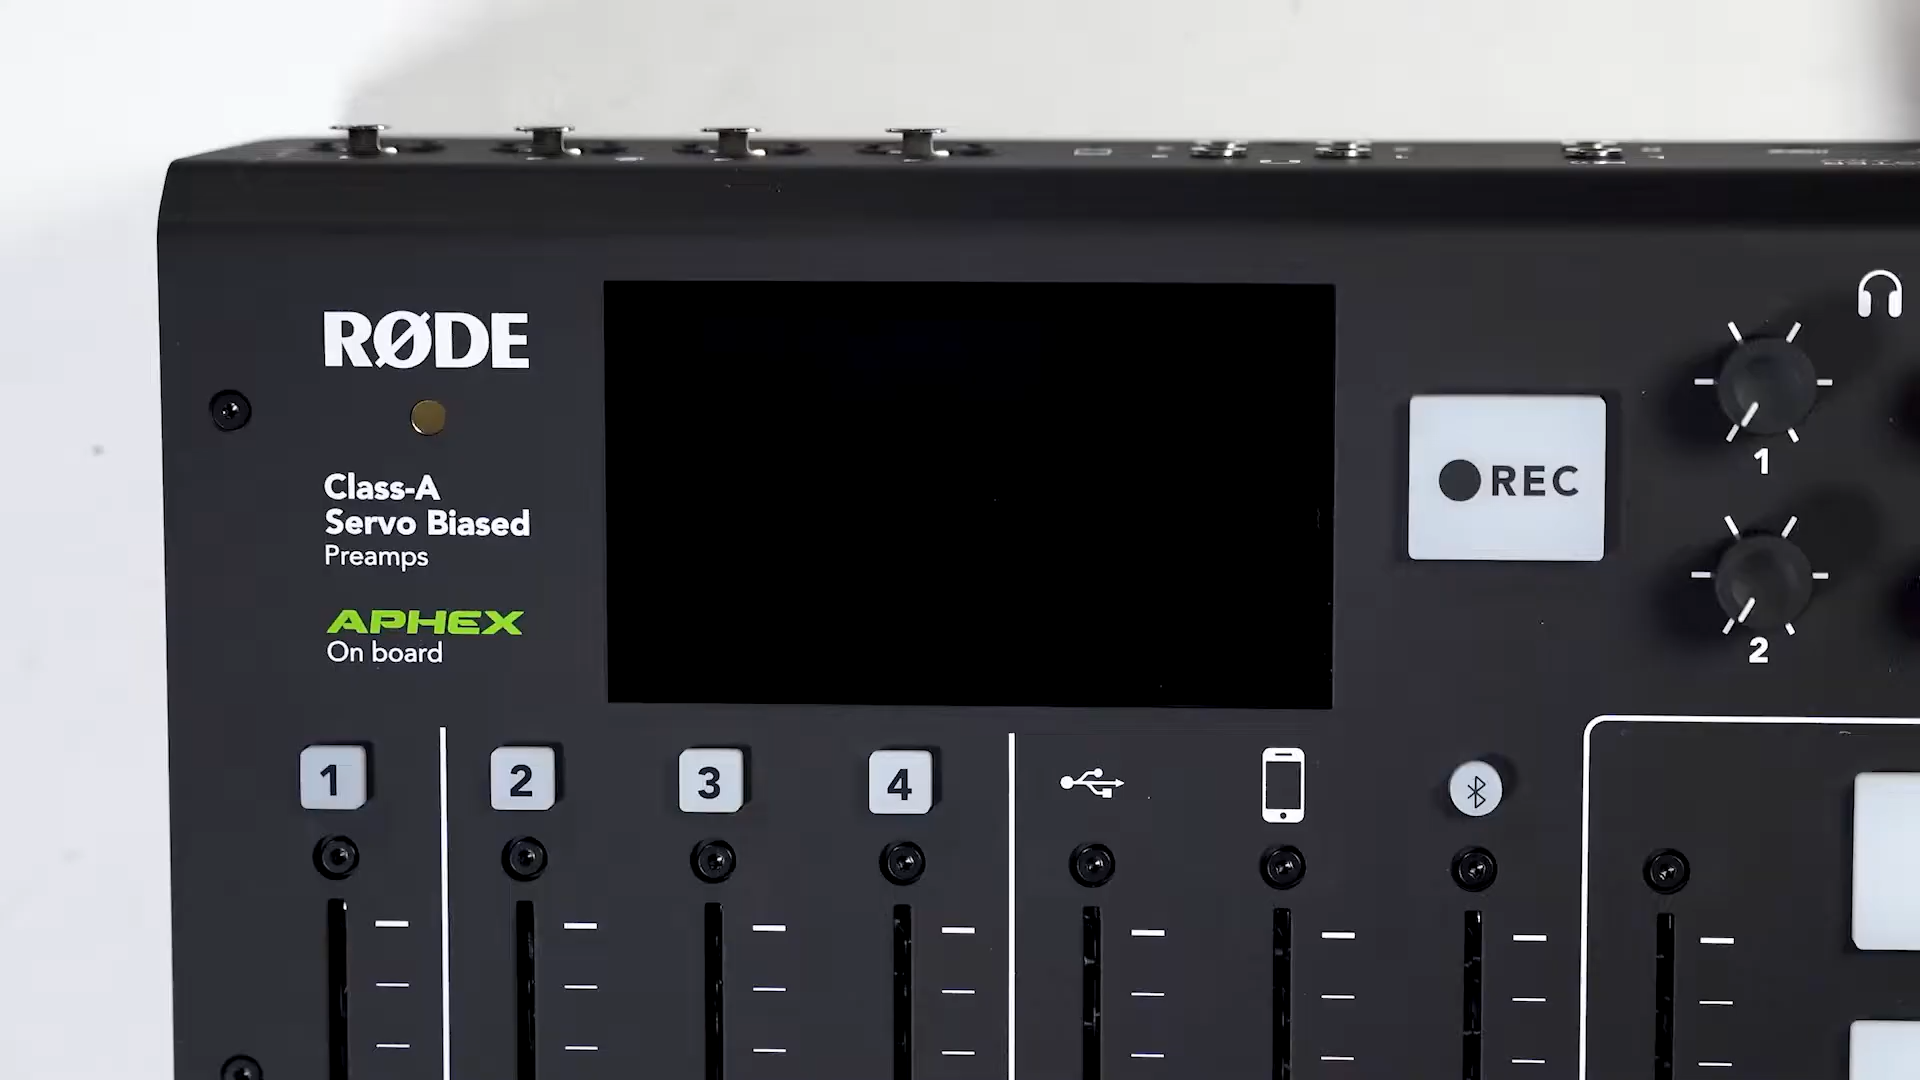 RØDE
Class-A
Servo Biased
Preamps
APHEX
On board
REC
1
2
1
2
3
4